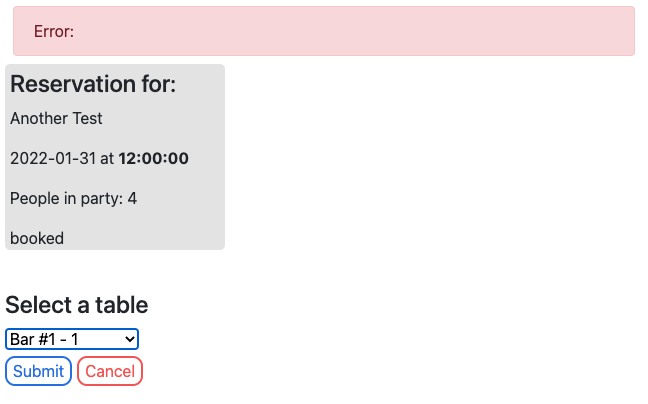 Error:
Reservation for:
Another Test
2022-01-31 at 12:00:00
People in party: 4
booked
Select a table
Bar #1 - 1
Submit Cancel